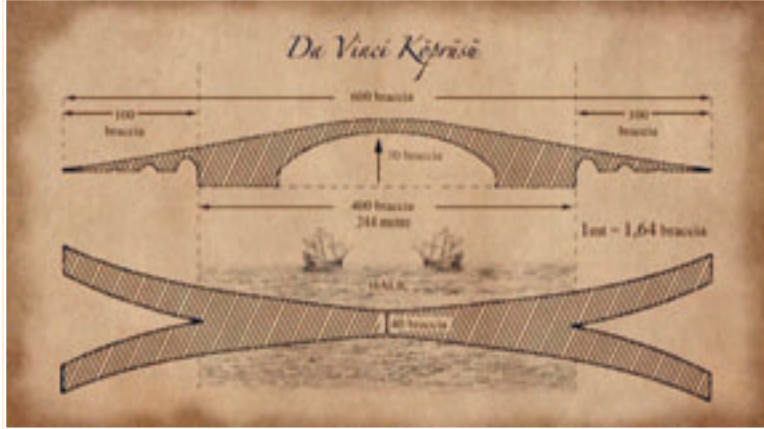 Da Vinci Köprüsü
600 braccia
100
braccia
100
braccia
70 braccia
400 braccia
244 metre
1mt = 1,64 braccia
HALİÇ
40 braccia